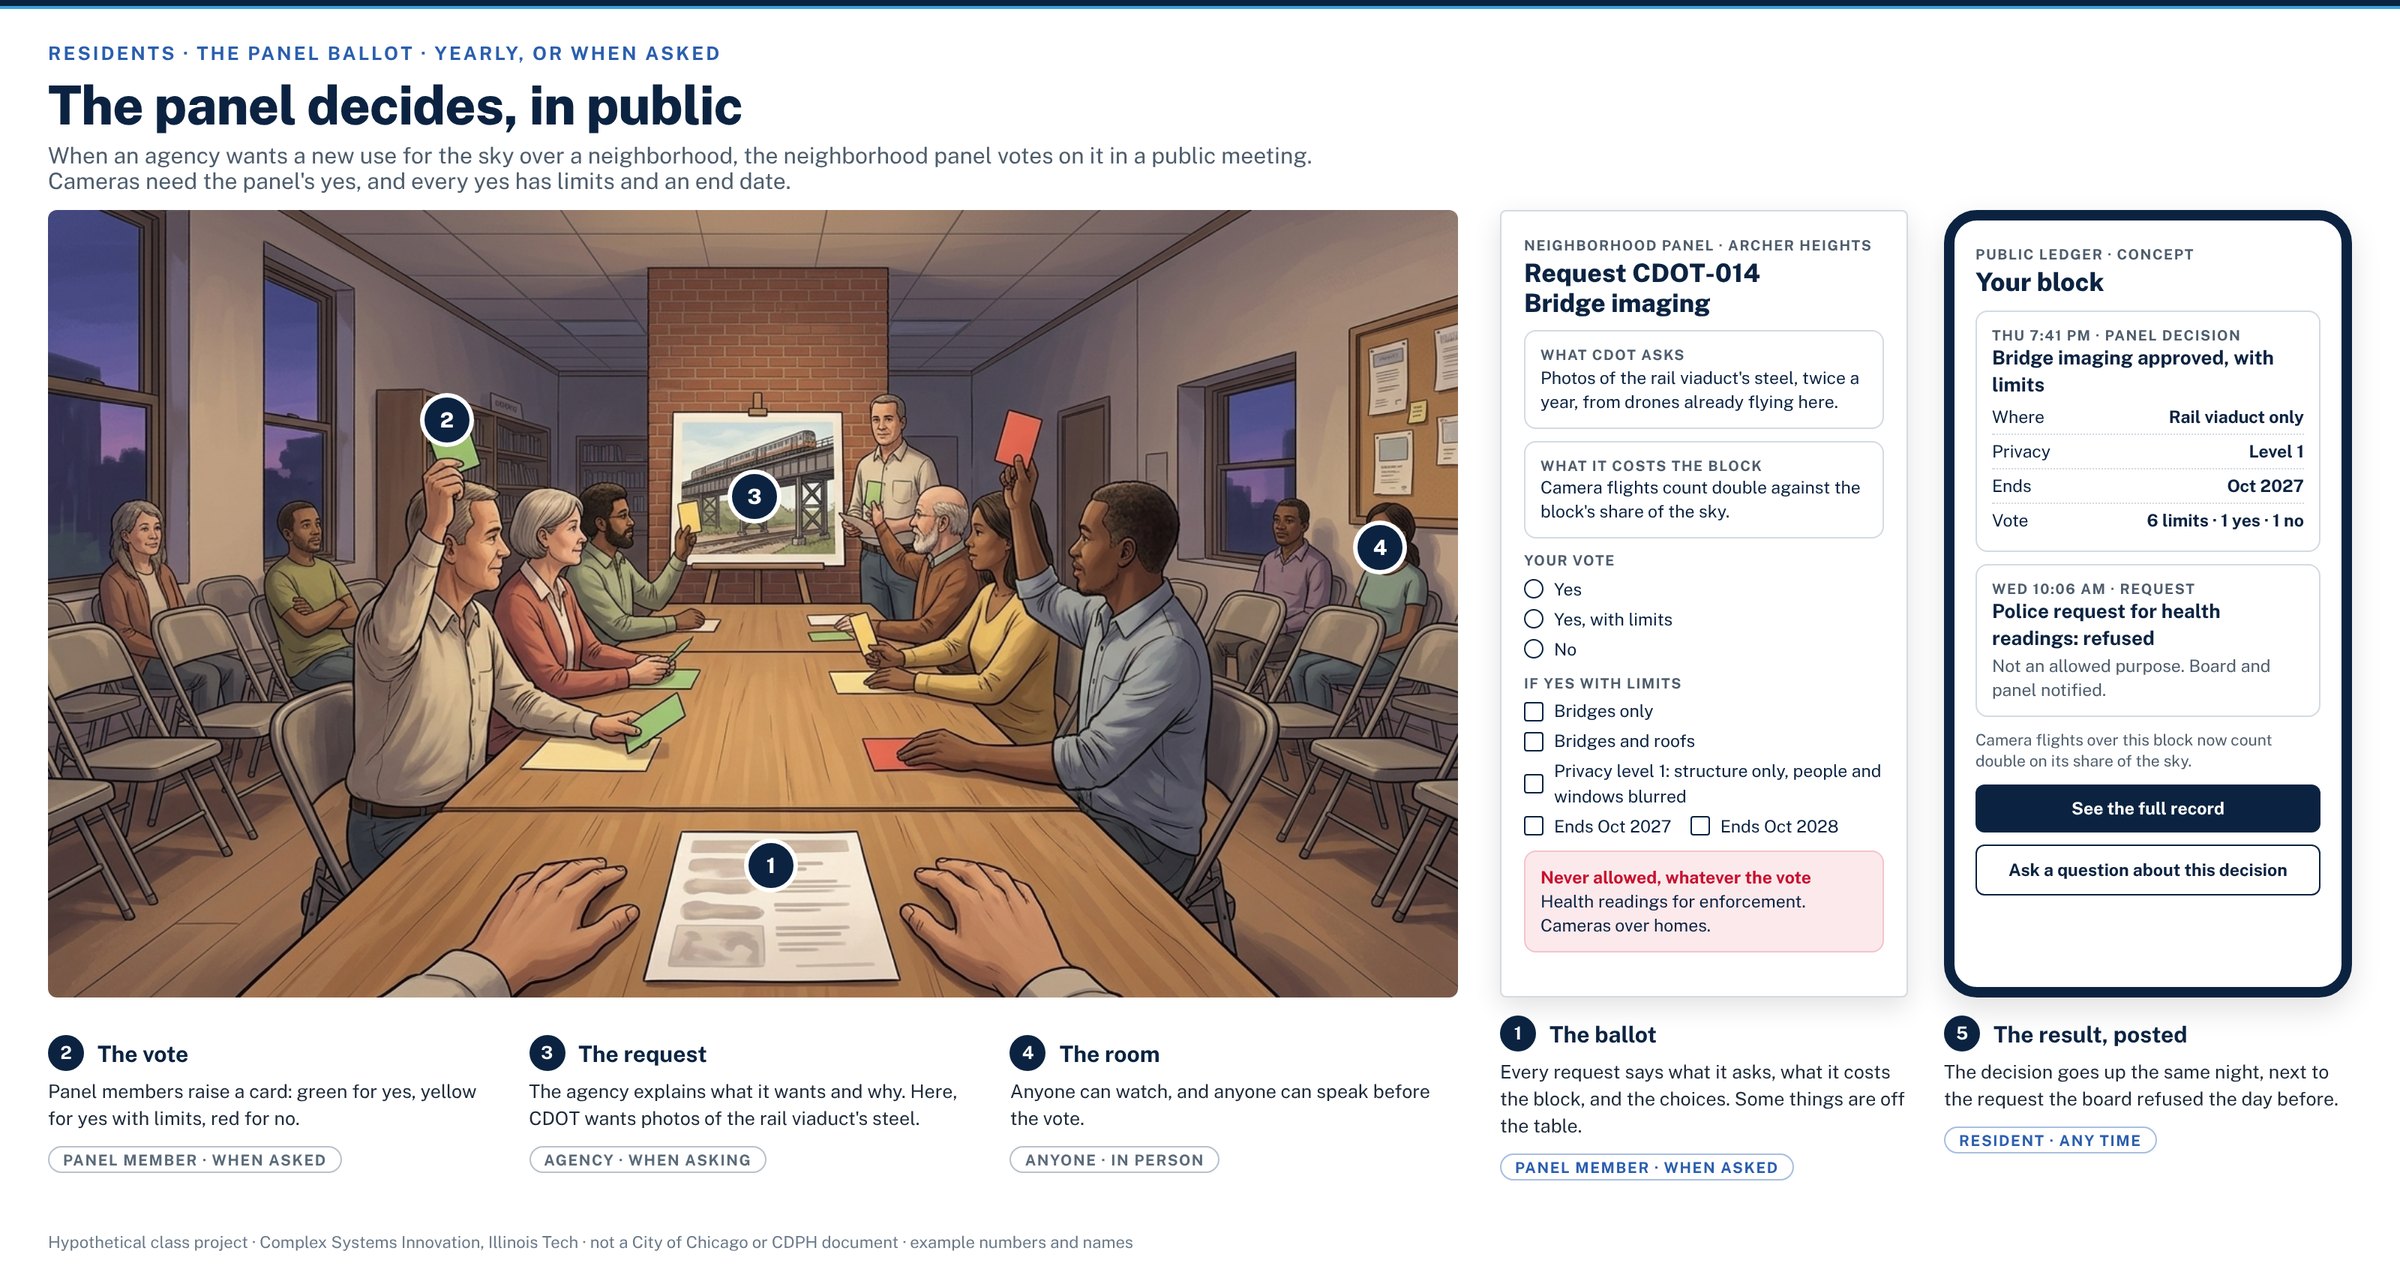 RESIDENTS · THE PANEL BALLOT · YEARLY, OR WHEN ASKED
The panel decides, in public
When an agency wants a new use for the sky over a neighborhood, the neighborhood panel votes on it in a public meeting.
Cameras need the panel's yes, and every yes has limits and an end date.
2
3
4
1
NEIGHBORHOOD PANEL · ARCHER HEIGHTS
Request CDOT-014
Bridge imaging
WHAT CDOT ASKS
Photos of the rail viaduct's steel, twice a
year, from drones already flying here.
WHAT IT COSTS THE BLOCK
Camera flights count double against the
block's share of the sky.
YOUR VOTE
Yes
Yes, with limits
No
IF YES WITH LIMITS
Bridges only
Bridges and roofs
Privacy level 1: structure only, people and
windows blurred
Ends Oct 2027 Ends Oct 2028
Never allowed, whatever the vote
Health readings for enforcement.
Cameras over homes.
PUBLIC LEDGER · CONCEPT
Your block
THU 7:41 PM · PANEL DECISION
Bridge imaging approved, with
limits
Where Rail viaduct only
Privacy Level 1
Ends Oct 2027
Vote 6 limits · 1 yes · 1 no
WED 10:06 AM · REQUEST
Police request for health
readings: refused
Not an allowed purpose. Board and
panel notified.
Camera flights over this block now count
double on its share of the sky.
See the full record
Ask a question about this decision
2 The vote
Panel members raise a card: green for yes, yellow
for yes with limits, red for no.
PANEL MEMBER · WHEN ASKED
3 The request
The agency explains what it wants and why. Here,
CDOT wants photos of the rail viaduct's steel.
AGENCY · WHEN ASKING
4 The room
Anyone can watch, and anyone can speak before
the vote.
ANYONE · IN PERSON
1 The ballot
Every request says what it asks, what it costs
the block, and the choices. Some things are off
the table.
PANEL MEMBER · WHEN ASKED
5 The result, posted
The decision goes up the same night, next to
the request the board refused the day before.
RESIDENT · ANY TIME
Hypothetical class project · Complex Systems Innovation, Illinois Tech · not a City of Chicago or CDPH document · example numbers and names